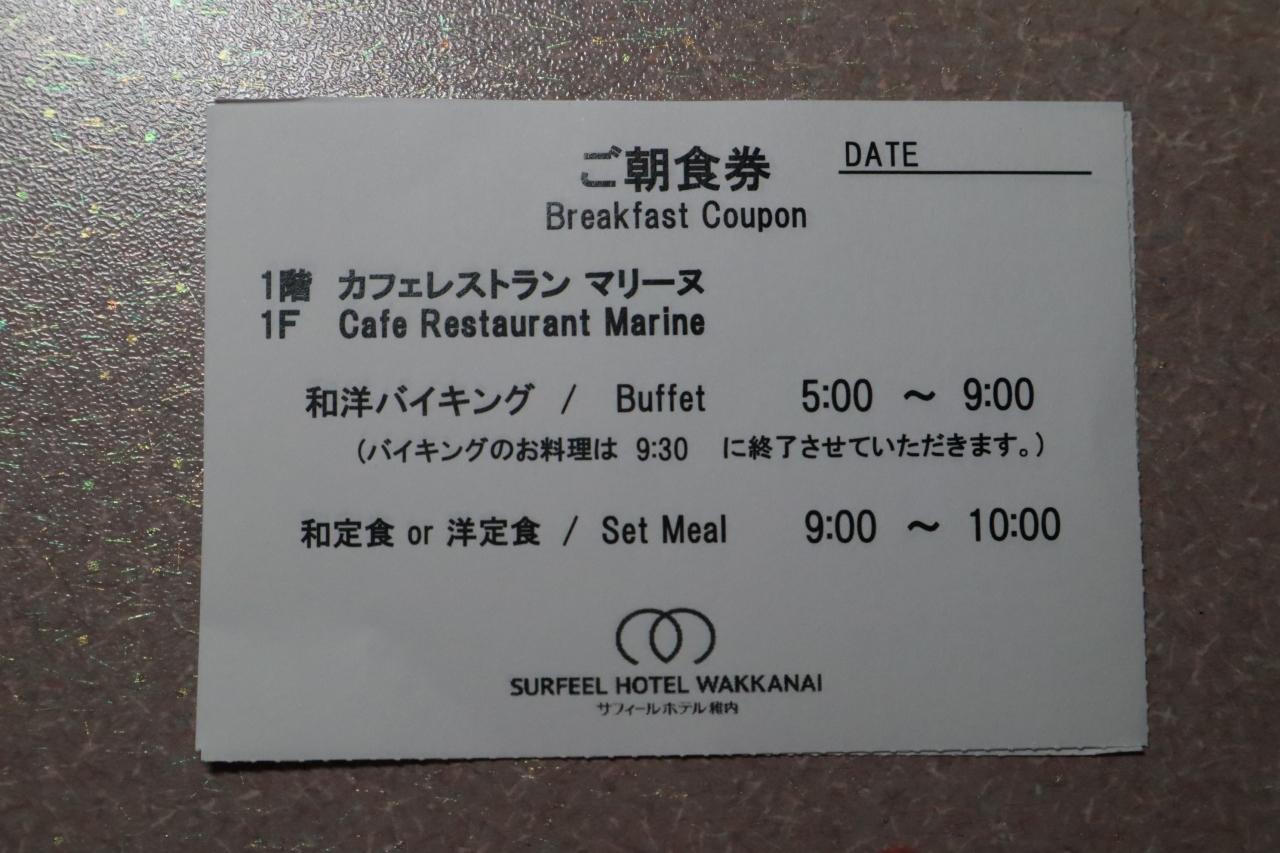 ご朝食券
DATE
Breakfast Coupon
1階 カフェレストラン マリーヌ
1F Cafe Restaurant Marine
和洋バイキング / Buffet 5:00 ～ 9:00
（バイキングのお料理は 9:30 に終了させていただきます。）
和定食 or 洋定食 / Set Meal 9:00 ～ 10:00
SURFEEL HOTEL WAKKANAI
サフィールホテル稚内